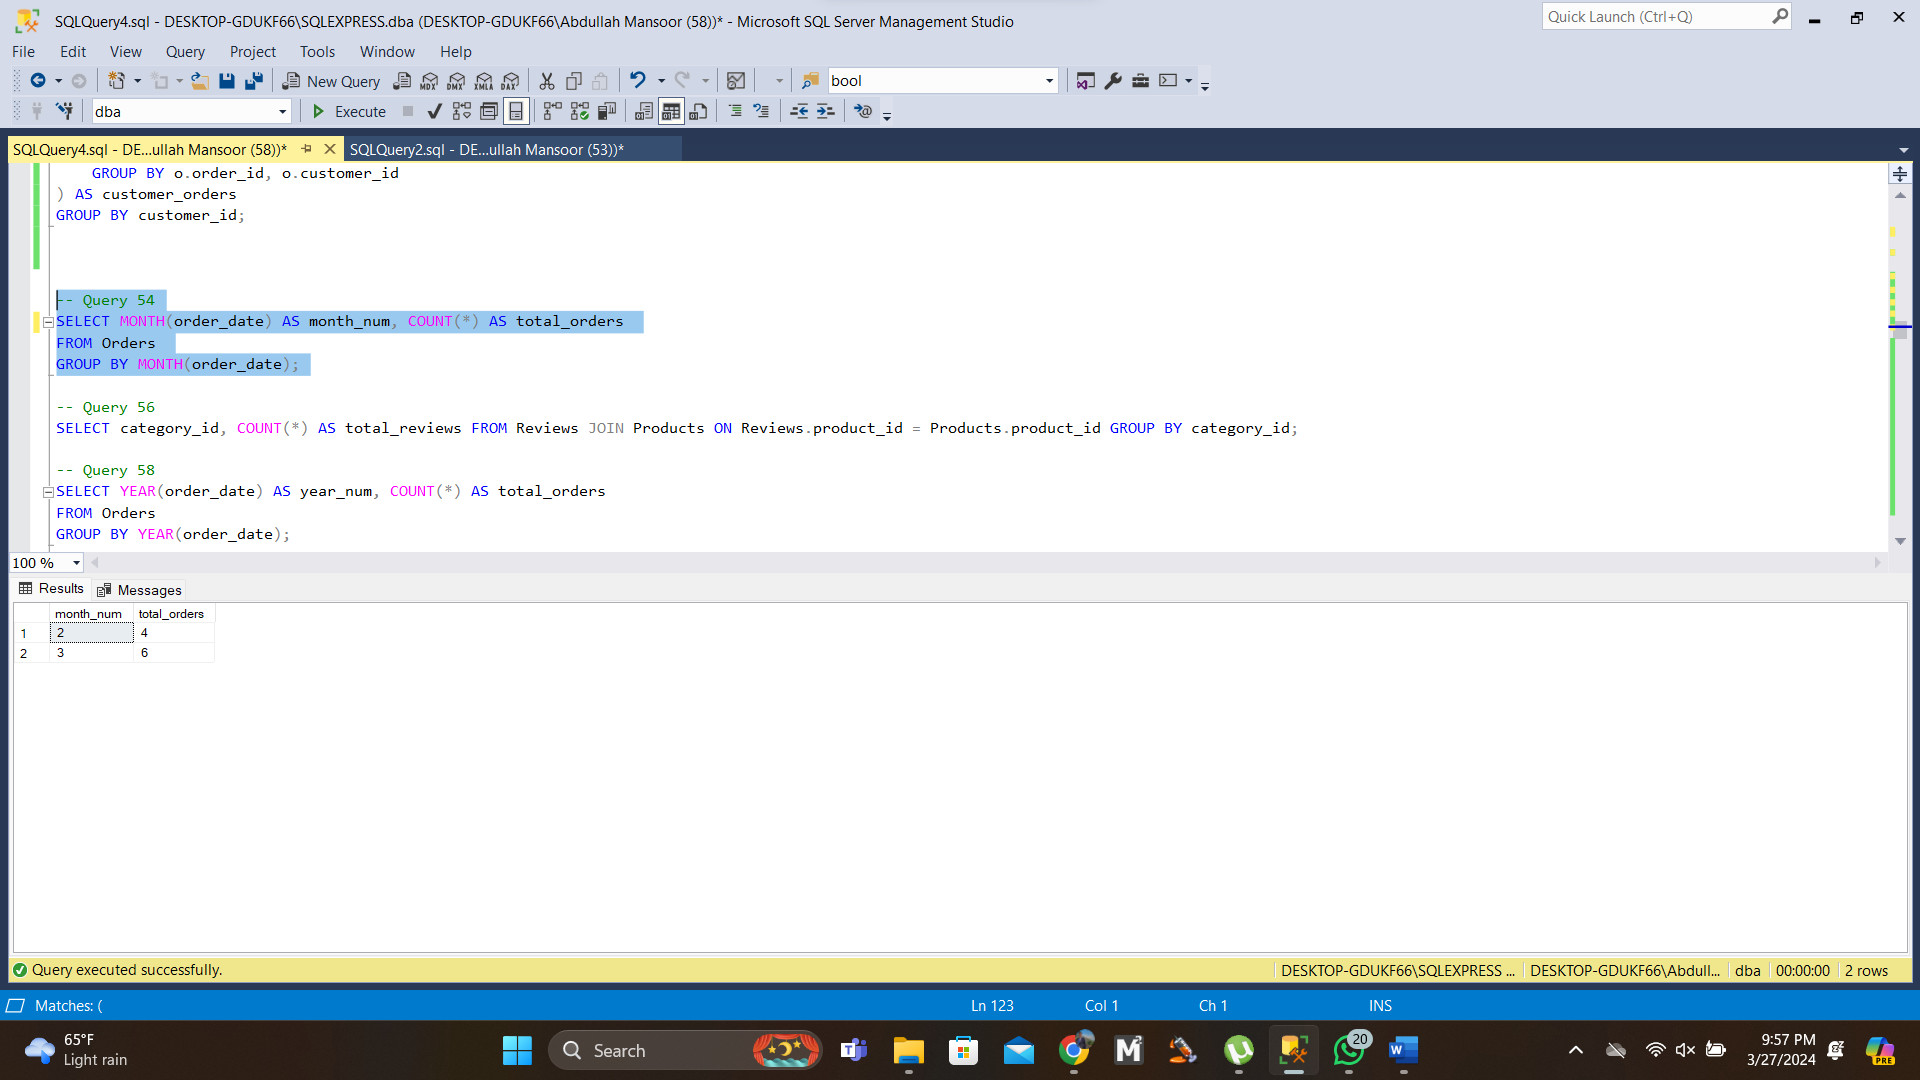 SQLQuery4.sql - DESKTOP-GDUKF66\SQLEXPRESS.dba (DESKTOP-GDUKF66\Abdullah Mansoor (58))* - Microsoft SQL Server Management Studio
Quick Launch (Ctrl+Q)
File Edit View Query Project Tools Window Help
New Query MDX DMX XMLA DAX bool
dba Execute
SQLQuery4.sql - DE...ullah Mansoor (58))* SQLQuery2.sql - DE...ullah Mansoor (53))*
GROUP BY o.order_id, o.customer_id
) AS customer_orders
GROUP BY customer_id;
-- Query 54
SELECT MONTH(order_date) AS month_num, COUNT(*) AS total_orders
FROM Orders
GROUP BY MONTH(order_date);
-- Query 56
SELECT category_id, COUNT(*) AS total_reviews FROM Reviews JOIN Products ON Reviews.product_id = Products.product_id GROUP BY category_id;
-- Query 58
SELECT YEAR(order_date) AS year_num, COUNT(*) AS total_orders
FROM Orders
GROUP BY YEAR(order_date);
100 %
Results Messages
month_num total_orders
1 2 4
2 3 6
Query executed successfully.
DESKTOP-GDUKF66\SQLEXPRESS ... DESKTOP-GDUKF66\Abdull... dba 00:00:00 2 rows
Matches: (
Ln 123 Col 1 Ch 1 INS
65°F
Light rain
Search
20
9:57 PM
3/27/2024
PRE